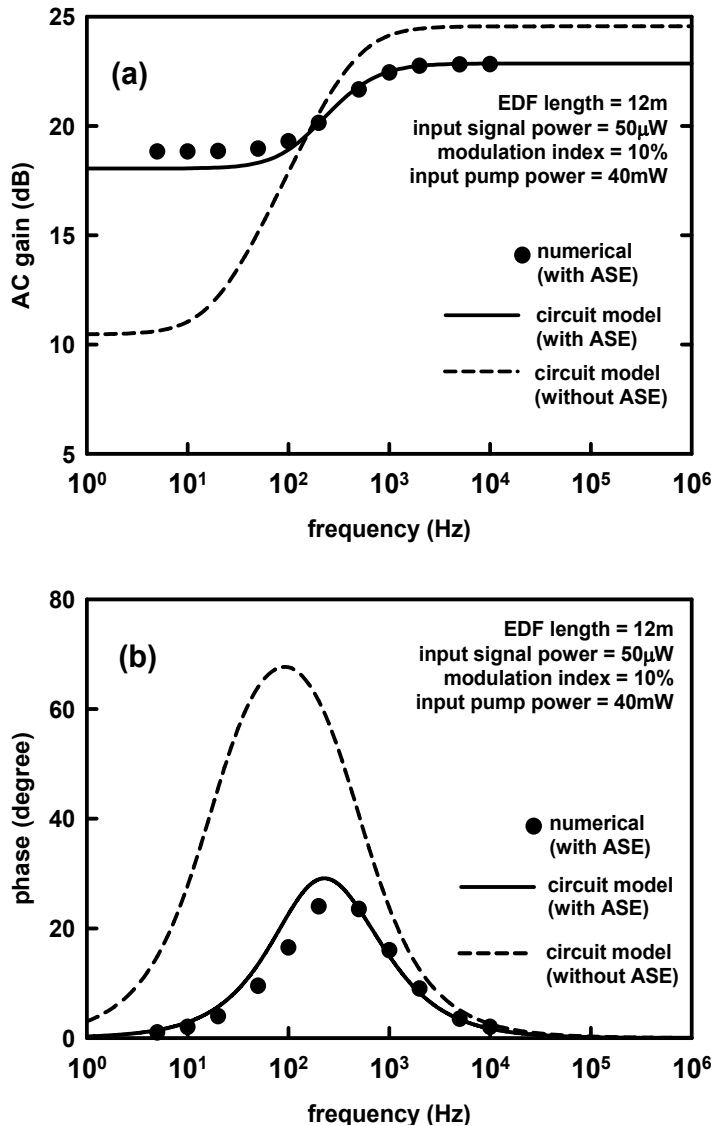 25
(a)
EDF length = 12m
input signal power = 50μW
modulation index = 10%
input pump power = 40mW
20
AC gain (dB)
15
numerical
(with ASE)
circuit model
(with ASE)
10
circuit model
(without ASE)
5
10⁰ 10¹ 10² 10³ 10⁴ 10⁵ 10⁶
frequency (Hz)
80
(b)
EDF length = 12m
input signal power = 50μW
modulation index = 10%
input pump power = 40mW
60
phase (degree)
40
numerical
(with ASE)
circuit model
(with ASE)
20
circuit model
(without ASE)
0
10⁰ 10¹ 10² 10³ 10⁴ 10⁵ 10⁶
frequency (Hz)